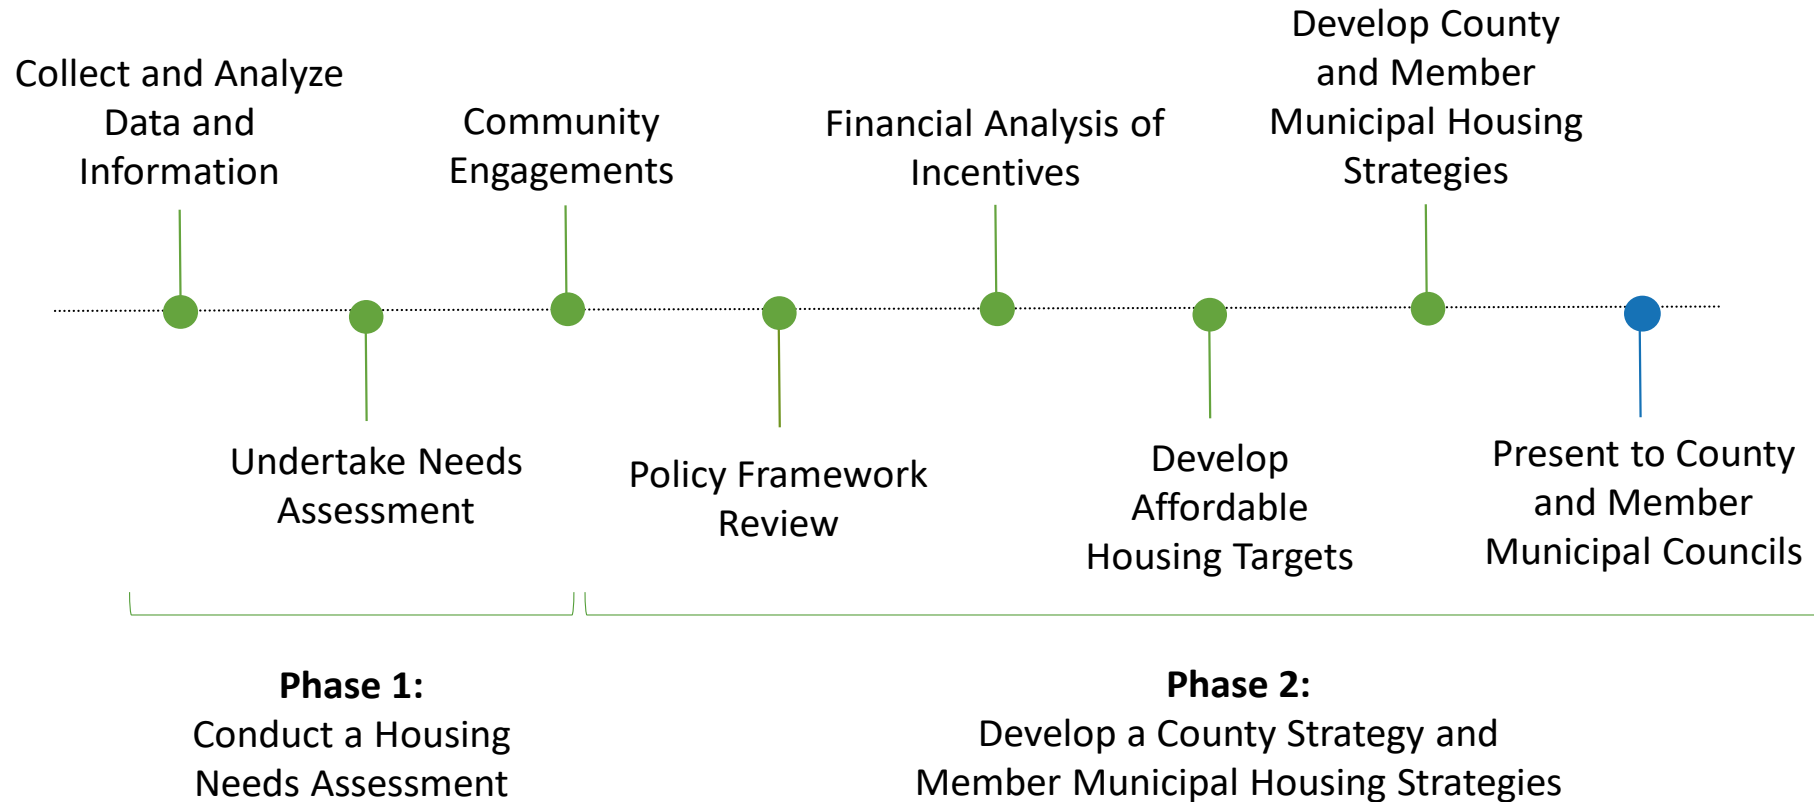 Collect and Analyze
Data and
Information
Undertake Needs
Assessment
Community
Engagements
Policy Framework
Review
Financial Analysis of
Incentives
Develop
Affordable
Housing Targets
Develop County
and Member
Municipal Housing
Strategies
Present to County
and Member
Municipal Councils
Phase 1:
Conduct a Housing
Needs Assessment
Phase 2:
Develop a County Strategy and
Member Municipal Housing Strategies